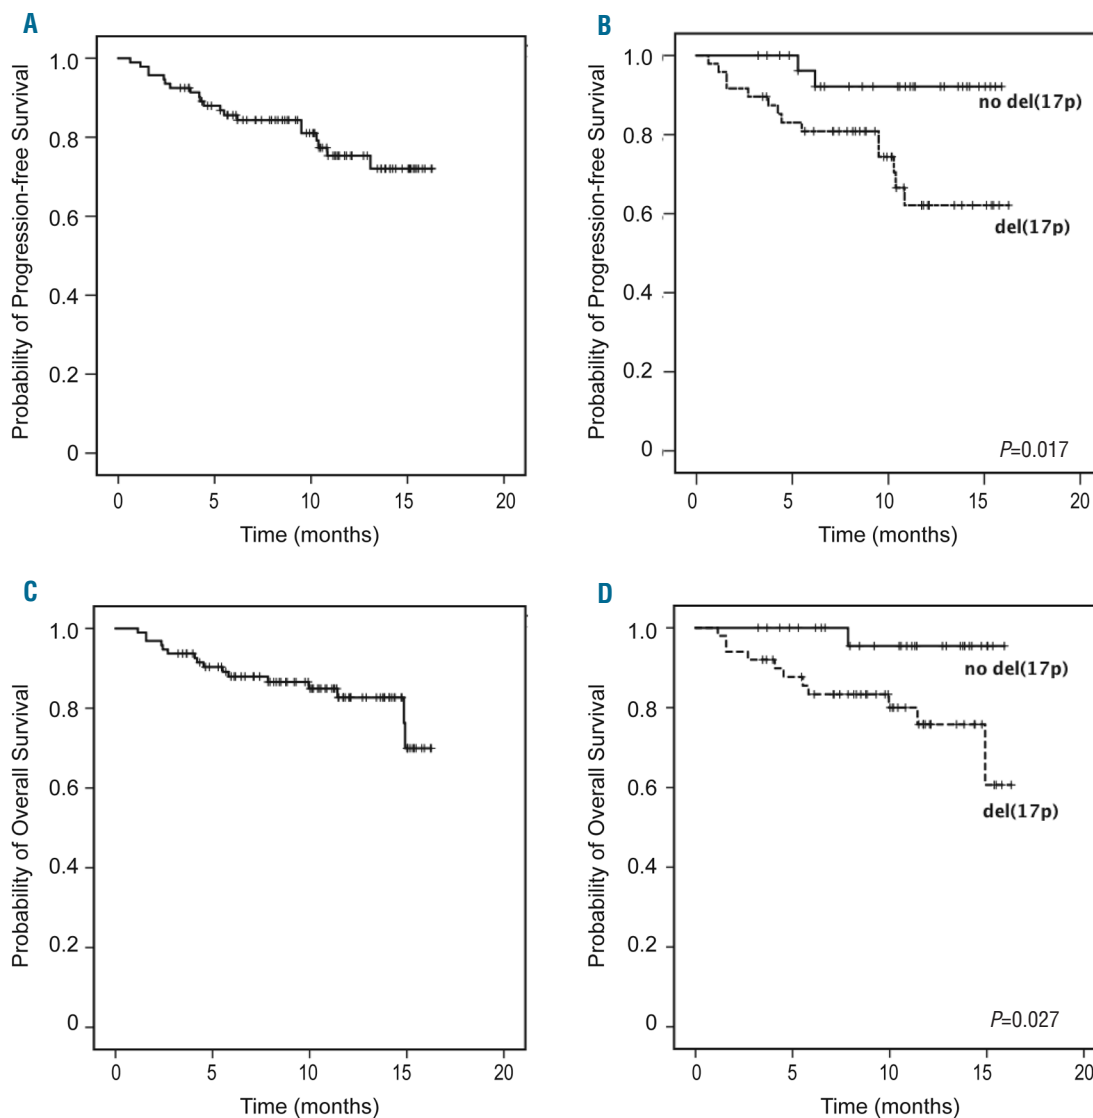 A
Probability of Progression-free Survival
1.0
0.8
0.6
0.4
0.2
0
0 5 10 15 20
Time (months)
B
Probability of Progression-free Survival
1.0
0.8
0.6
0.4
0.2
0
no del(17p)
del(17p)
P=0.017
0 5 10 15 20
Time (months)
C
Probability of Overall Survival
1.0
0.8
0.6
0.4
0.2
0
0 5 10 15 20
Time (months)
D
Probability of Overall Survival
1.0
0.8
0.6
0.4
0.2
0
no del(17p)
del(17p)
P=0.027
0 5 10 15 20
Time (months)